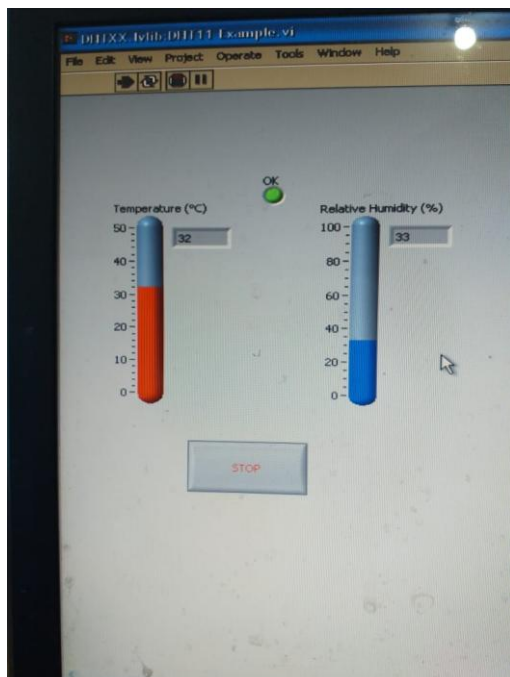 DHTXX.lvlib:DHT11 Example.vi
File Edit View Project Operate Tools Window Help
OK
Temperature (°C)
50
32
40
30
20
10
0
Relative Humidity (%)
100
33
80
60
40
20
0
STOP